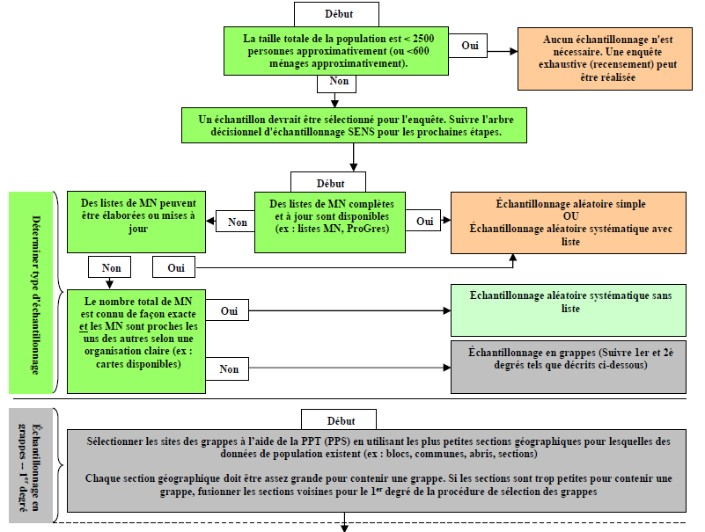 Début
La taille totale de la population est < 2500
personnes approximativement (ou <600
ménages approximativement).
Oui
Aucun échantillonnage n'est
nécessaire. Une enquête
exhaustive (recensement) peut
être réalisée
Non
Un échantillon devrait être sélectionné pour l'enquête. Suivre l'arbre
décisionnel d'échantillonnage SENS pour les prochaines étapes.
Début
Déterminer type d'échantillonnage
Des listes de MN peuvent
être élaborées ou mises à
jour
Non
Des listes de MN complètes
et à jour sont disponibles
(ex : listes MN, ProGres)
Oui
Échantillonnage aléatoire simple
OU
Échantillonnage aléatoire systématique avec
liste
Non
Oui
Le nombre total de MN
est connu de façon exacte
et les MN sont proches les
uns des autres selon une
organisation claire (ex :
cartes disponibles)
Oui
Echantillonnage aléatoire systématique sans
liste
Non
Échantillonnage en grappes (Suivre 1er et 2è
degrés tels que décrits ci-dessous)
Début
Échantillonnage en
grappes – 1er degré
Sélectionner les sites des grappes à l'aide de la PPT (PPS) en utilisant les plus petites sections géographiques pour lesquelles des
données de population existent (ex : blocs, communes, abris, sections)
Chaque section géographique doit être assez grande pour contenir une grappe. Si les sections sont trop petites pour contenir une
grappe, fusionner les sections voisines pour le 1er degré de la procédure de sélection des grappes